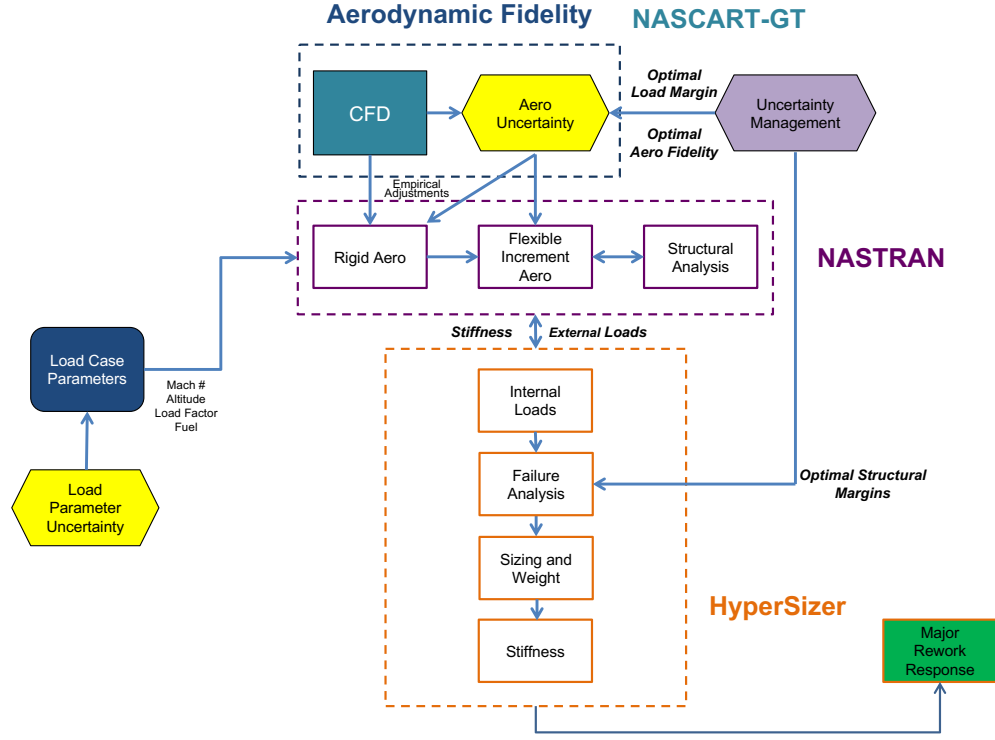 Aerodynamic Fidelity
NASCART-GT
CFD
Aero
Uncertainty
Optimal
Load Margin
Optimal
Aero Fidelity
Uncertainty
Management
Empirical
Adjustments
Rigid Aero
Flexible
Increment
Aero
Structural
Analysis
NASTRAN
Stiffness
External Loads
Load Case
Parameters
Mach #
Altitude
Load Factor
Fuel
Load
Parameter
Uncertainty
Internal
Loads
Failure
Analysis
Optimal Structural
Margins
Sizing and
Weight
HyperSizer
Stiffness
Major
Rework
Response